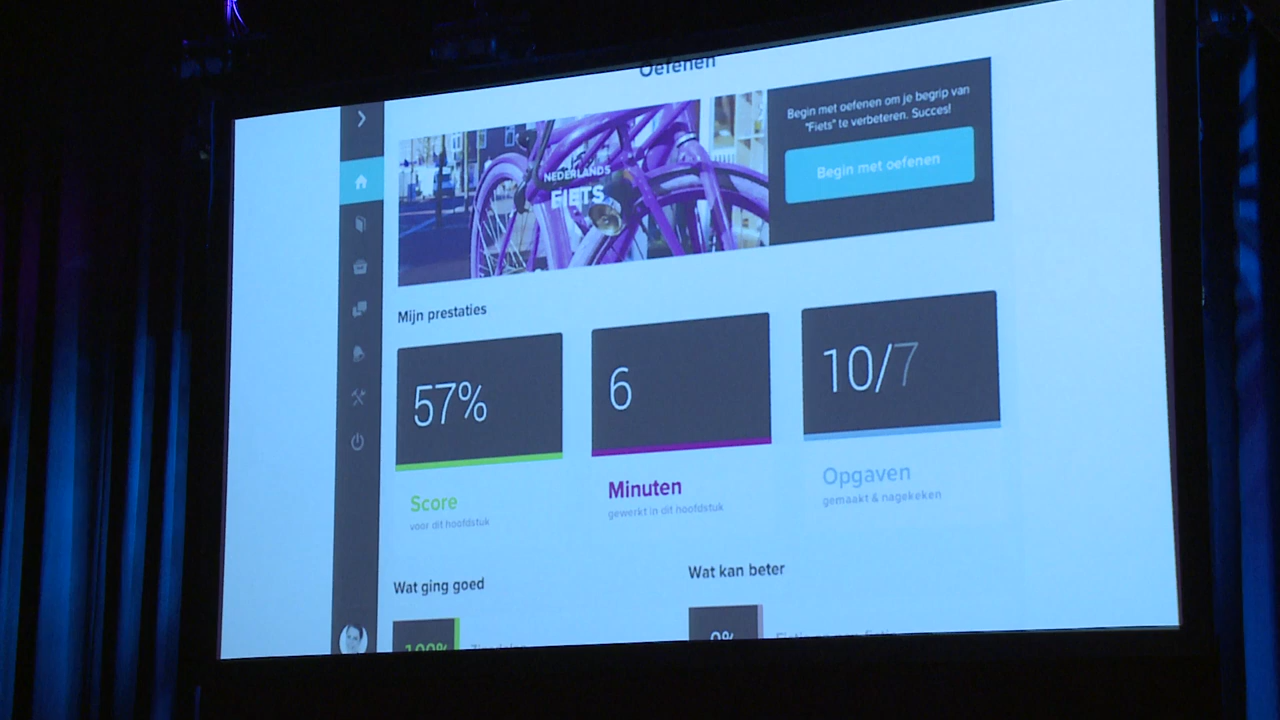 Oefenen
NEDERLANDS
FIETS
Begin met oefenen om je begrip van
"Fiets" te verbeteren. Succes!
Begin met oefenen
Mijn prestaties
57%
Score
voor dit hoofdstuk
6
Minuten
gewerkt in dit hoofdstuk
10/7
Opgaven
gemaakt & nagekeken
Wat ging goed
100%
Wat kan beter
0%